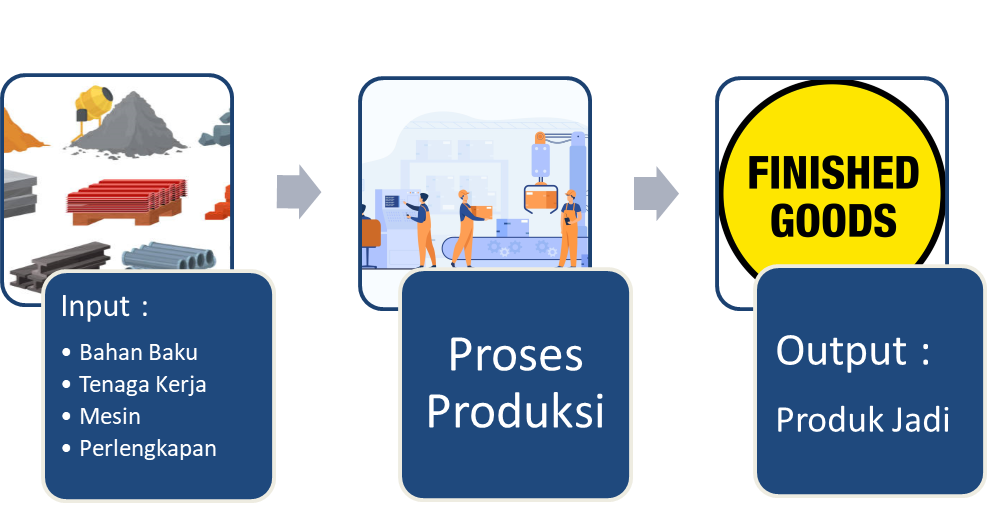 Input :
• Bahan Baku
• Tenaga Kerja
• Mesin
• Perlengkapan
Proses
Produksi
FINISHED
GOODS
Output :
Produk Jadi